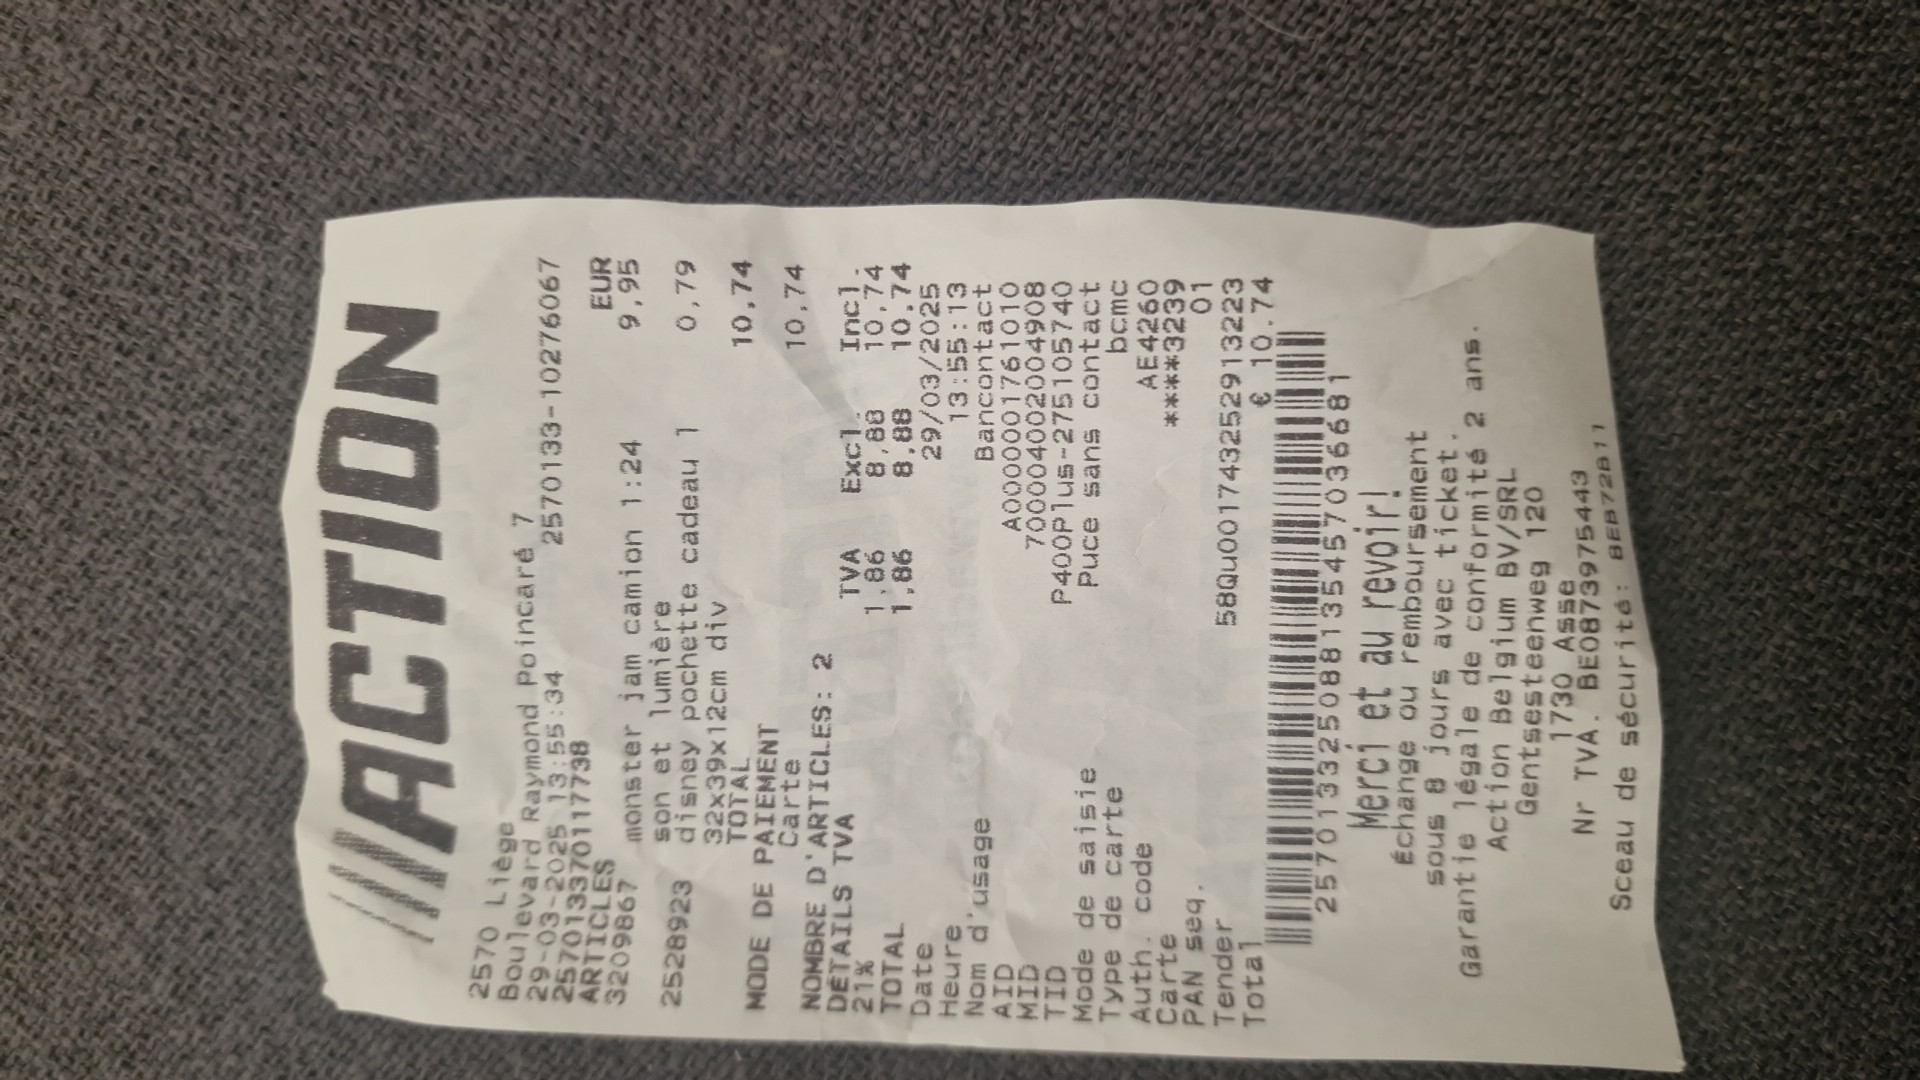 ACTION
2570 Liège
Boulevard Raymond Poincaré 7
29-03-2025 13:55:34 2570133-10276067
2570133701177738
ARTICLES EUR
3209867 monster jam camion 1:24 9,95
son et lumière
25289923 disney pochette cadeau 1 0,79
32x39x12cm div
TOTAL 10,74
MODE DE PAIEMENT
Carte 10,74
NOMBRE D'ARTICLES: 2
DÉTAILS TVA TVA Excl. Incl.
21% 1,86 8,88 10,74
TOTAL 1,86 8,88 10,74
Date 29/03/2025
Heure 13:55:13
Nom d'usage Bancontact
AID A0000001761010
MID 700004002004908
TID P400Plus-275105740
Mode de saisie Puce sans contact
Type de carte bcmc
Auth. code AE4260
Carte ****3239
PAN seq. 01
Tender 58Qu001743252913223
Total € 10.74
257013325088135457036681
Merci et au revoir!
Échange ou remboursement
sous 8 jours avec ticket.
Garantie légale de conformité 2 ans.
Action Belgium BV/SRL
Gentsesteenweg 120
1730 Asse
Nr TVA. BE0873975443
Sceau de sécurité: BEB72B11